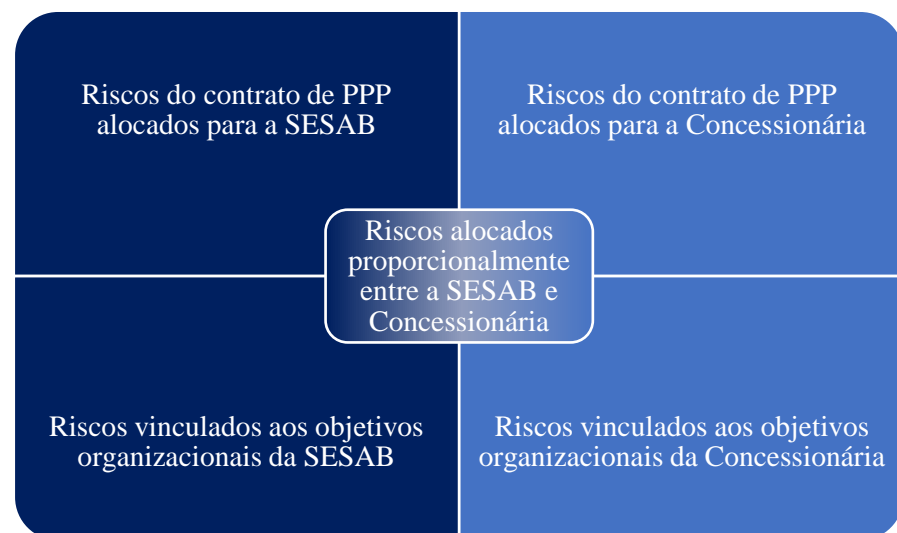 Riscos do contrato de PPP
alocados para a SESAB
Riscos do contrato de PPP
alocados para a Concessionária
Riscos alocados
proporcionalmente
entre a SESAB e
Concessionária
Riscos vinculados aos objetivos
organizacionais da SESAB
Riscos vinculados aos objetivos
organizacionais da Concessionária